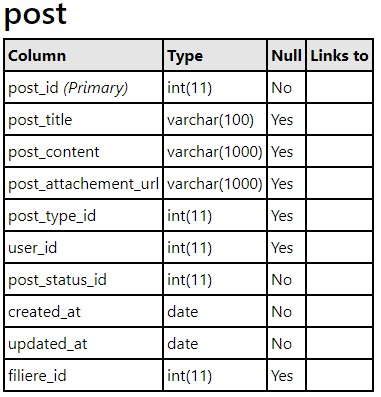 post
Column Type Null Links to
post_id (Primary) int(11) No
post_title varchar(100) Yes
post_content varchar(1000) Yes
post_attachement_url varchar(1000) Yes
post_type_id int(11) Yes
user_id int(11) Yes
post_status_id int(11) No
created_at date No
updated_at date No
filiere_id int(11) Yes